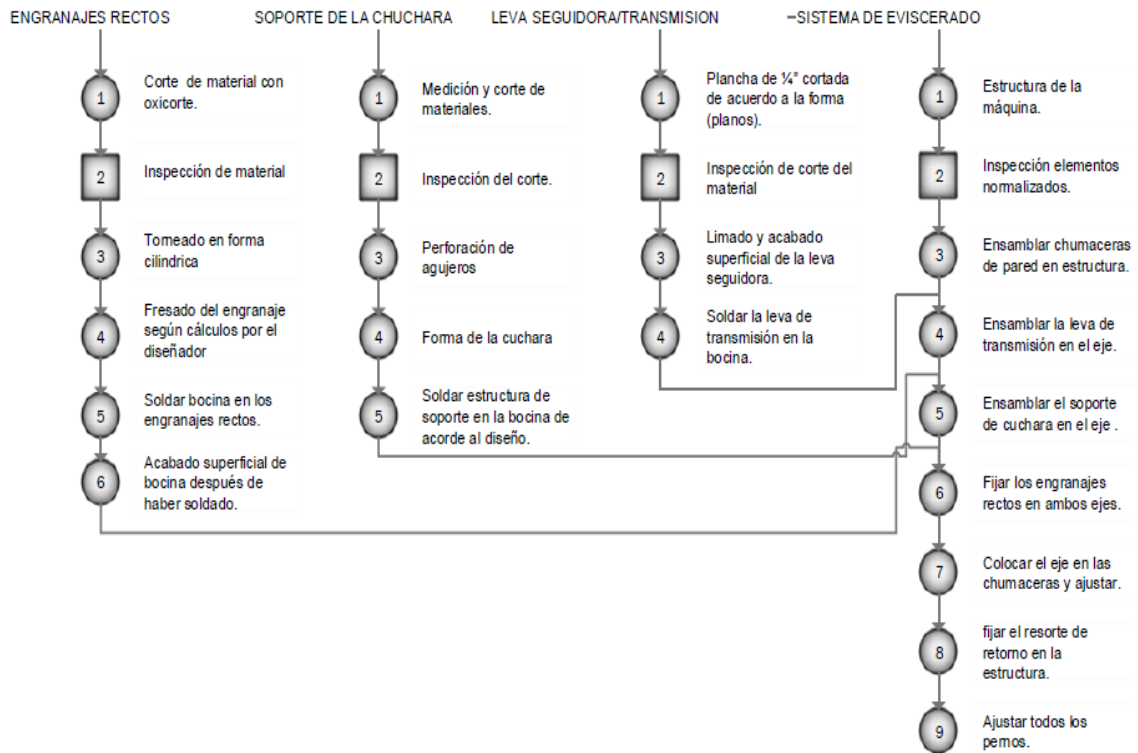 ENGRANAJES RECTOS
1
Corte de material con
oxicorte.
2
Inspección de material
3
Torneado en forma
cilindrica
4
Fresado del engranaje
según cálculos por el
diseñador
5
Soldar bocina en los
engranajes rectos.
6
Acabado superficial de
bocina después de
haber soldado.
SOPORTE DE LA CHUCHARA
1
Medición y corte de
materiales.
2
Inspección del corte.
3
Perforación de
agujeros
4
Forma de la cuchara
5
Soldar estructura de
soporte en la bocina de
acorde al diseño.
LEVA SEGUIDORA/TRANSMISION
1
Plancha de ¼" cortada
de acuerdo a la forma
(planos).
2
Inspección de corte del
material
3
Limado y acabado
superficial de la leva
seguidora.
4
Soldar la leva de
transmisión en la
bocina.
–SISTEMA DE EVISCERADO
1
Estructura de la
máquina.
2
Inspección elementos
normalizados.
3
Ensamblar chumaceras
de pared en estructura.
4
Ensamblar la leva de
transmisión en el eje.
5
Ensamblar el soporte
de cuchara en el eje .
6
Fijar los engranajes
rectos en ambos ejes.
7
Colocar el eje en las
chumaceras y ajustar.
8
fijar el resorte de
retorno en la
estructura.
9
Ajustar todos los
pernos.